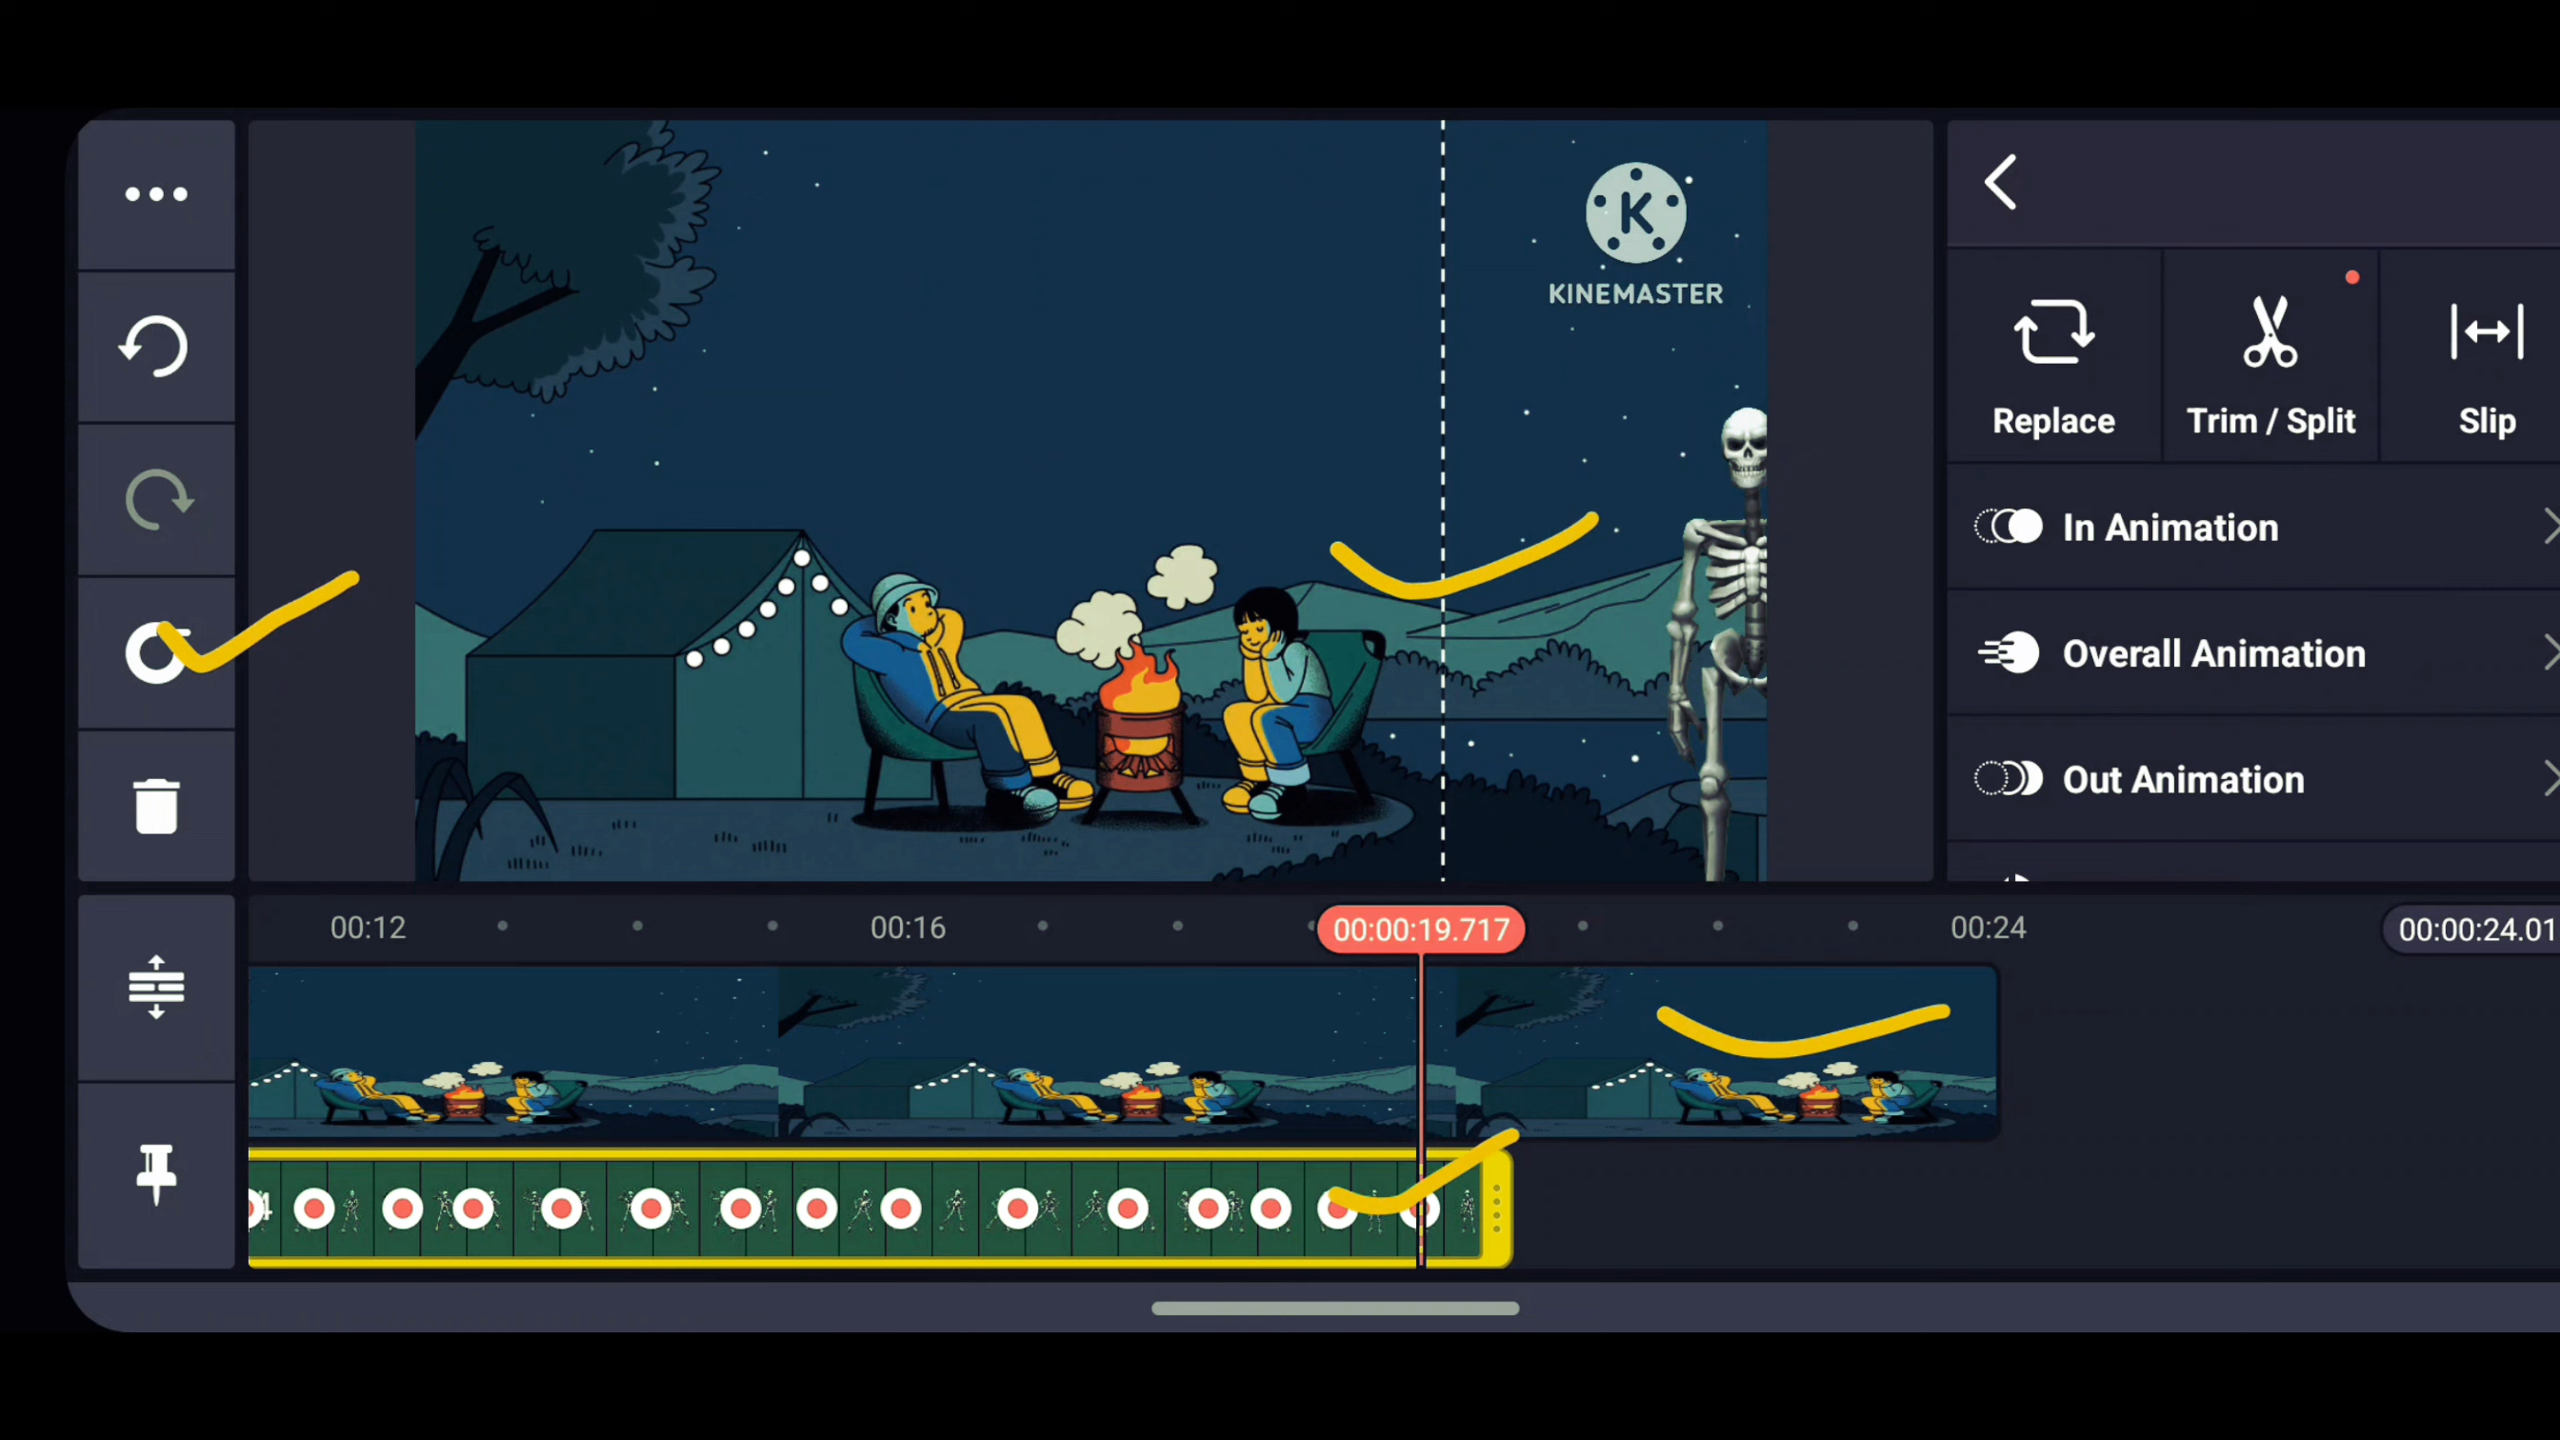 K
KINEMASTER
Replace
Trim / Split
Slip
In Animation
Overall Animation
Out Animation
00:12
00:16
00:00:19.717
00:24
00:00:24.01
4